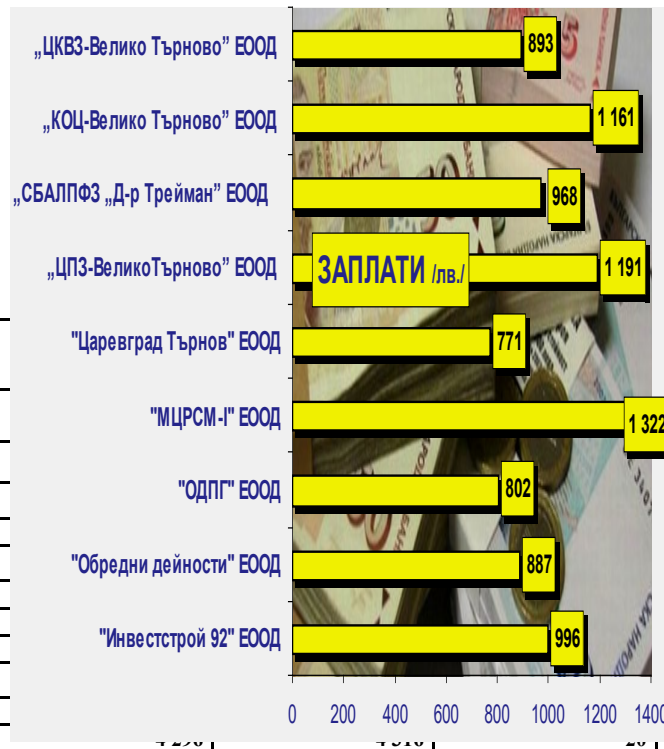 „ЦКВЗ-Велико Търново” ЕООД 893
„КОЦ-Велико Търново” ЕООД 1 161
„СБАЛПФЗ „Д-р Трейман” ЕООД 968
„ЦПЗ-ВеликоТърново” ЕООД ЗАПЛАТИ /лв./ 1 191
"Царевград Търнов" ЕООД 771
"МЦРСМ-I" ЕООД 1 322
"ОДПГ" ЕООД 802
"Обредни дейности" ЕООД 887
"Инвестстрой 92" ЕООД 996
0 200 400 600 800 1000 1200 1400